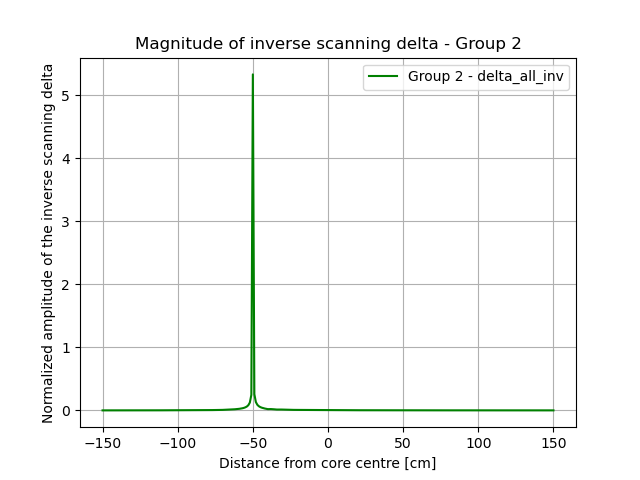 Magnitude of inverse scanning delta - Group 2
Group 2 - delta_all_inv
Normalized amplitude of the inverse scanning delta
5
4
3
2
1
0
−150 −100 −50 0 50 100 150
Distance from core centre [cm]